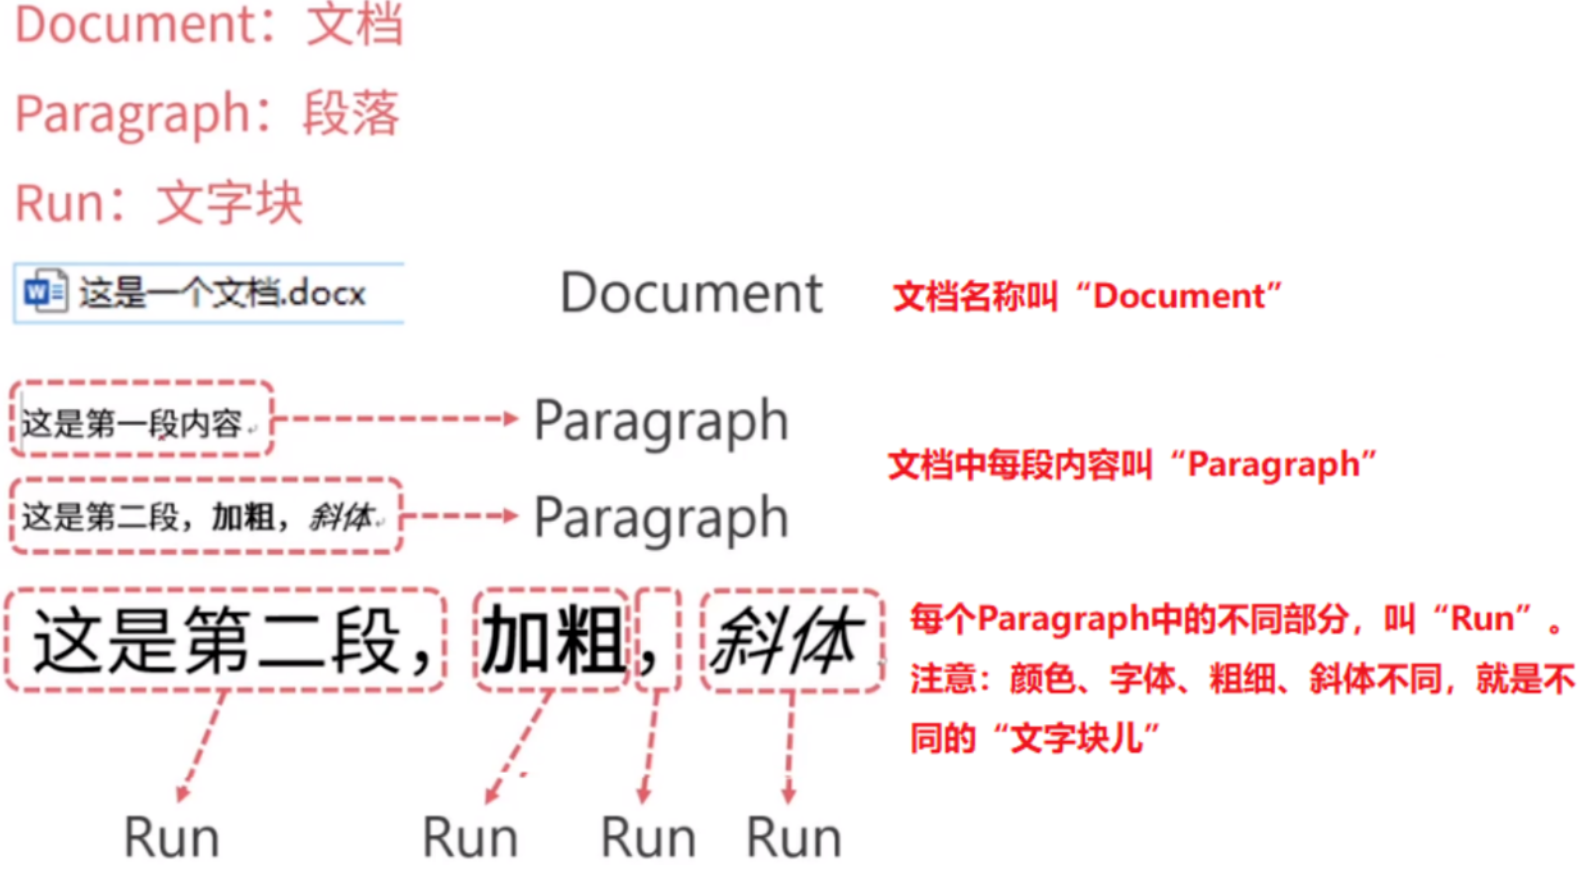 Document：文档
Paragraph：段落
Run：文字块
这是一个文档.docx
Document
文档名称叫“Document”
这是第一段内容
Paragraph
文档中每段内容叫“Paragraph”
这是第二段，加粗，斜体
Paragraph
这是第二段，加粗，斜体
每个Paragraph中的不同部分，叫“Run”。
注意：颜色、字体、粗细、斜体不同，就是不
同的“文字块儿”
Run
Run
Run
Run